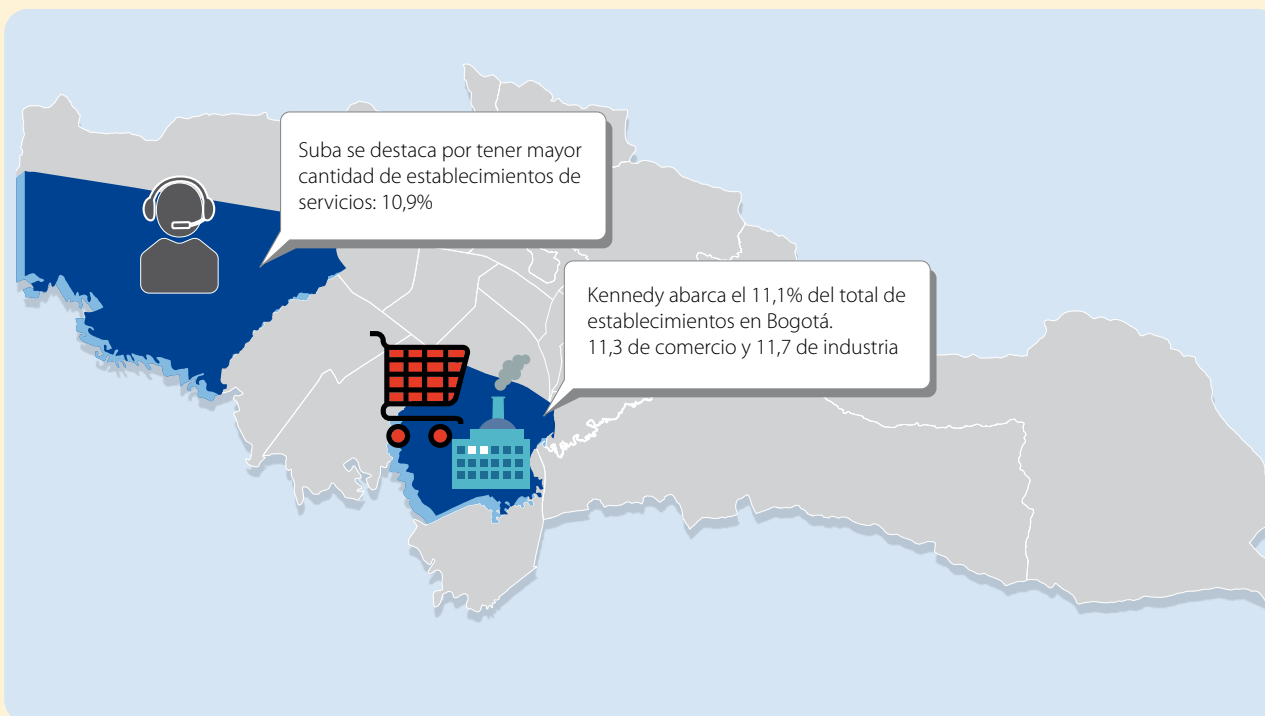 Suba se destaca por tener mayor
cantidad de establecimientos de
servicios: 10,9%
Kennedy abarca el 11,1% del total de
establecimientos en Bogotá.
11,3 de comercio y 11,7 de industria